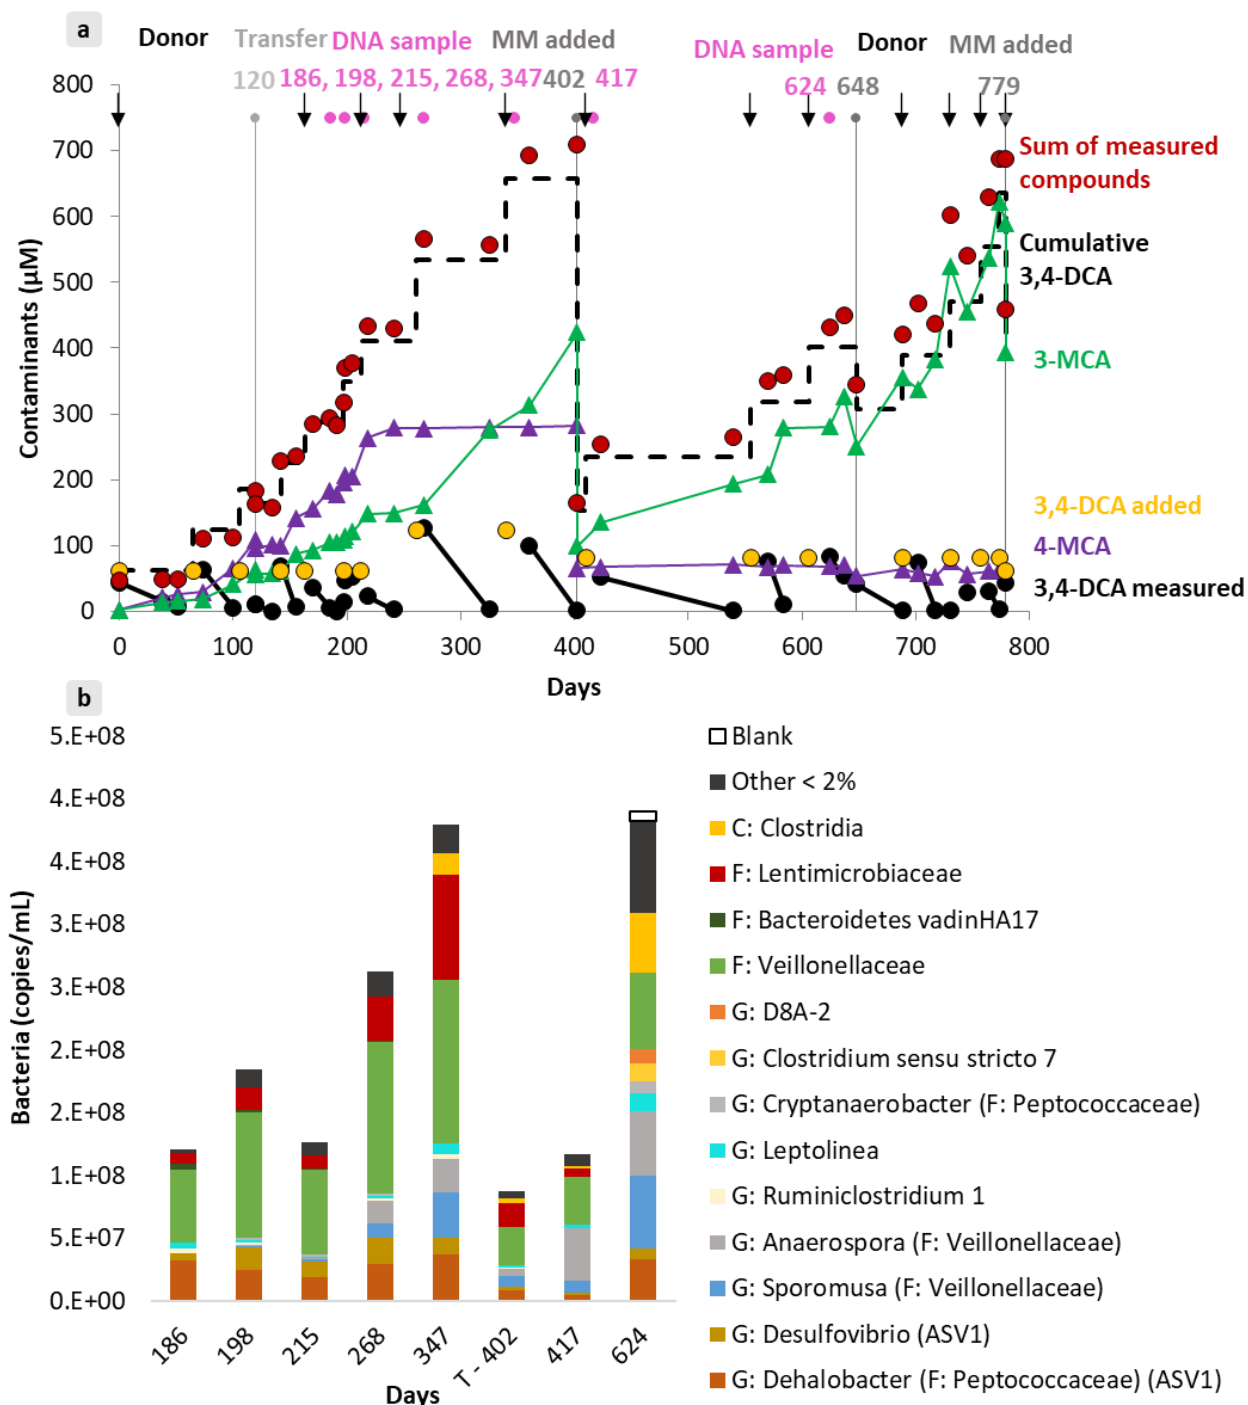 a
Donor Transfer DNA sample MM added DNA sample Donor MM added
120 186, 198, 215, 268, 347 402 417 624 648 779
800
700
600
500
400
300
200
100
0
Contaminants (µM)
0 100 200 300 400 500 600 700 800
Days
Sum of measured
compounds
Cumulative
3,4-DCA
3-MCA
3,4-DCA added
4-MCA
3,4-DCA measured
b
5.E+08
4.E+08
4.E+08
3.E+08
3.E+08
2.E+08
2.E+08
1.E+08
5.E+07
0.E+00
Bacteria (copies/mL)
186 198 215 268 347 T - 402 417 624
Days
Blank
Other < 2%
C: Clostridia
F: Lentimicrobiaceae
F: Bacteroidetes vadinHA17
F: Veillonellaceae
G: D8A-2
G: Clostridium sensu stricto 7
G: Cryptanaerobacter (F: Peptococcaceae)
G: Leptolinea
G: Ruminiclostridium 1
G: Anaerospora (F: Veillonellaceae)
G: Sporomusa (F: Veillonellaceae)
G: Desulfovibrio (ASV1)
G: Dehalobacter (F: Peptococcaceae) (ASV1)